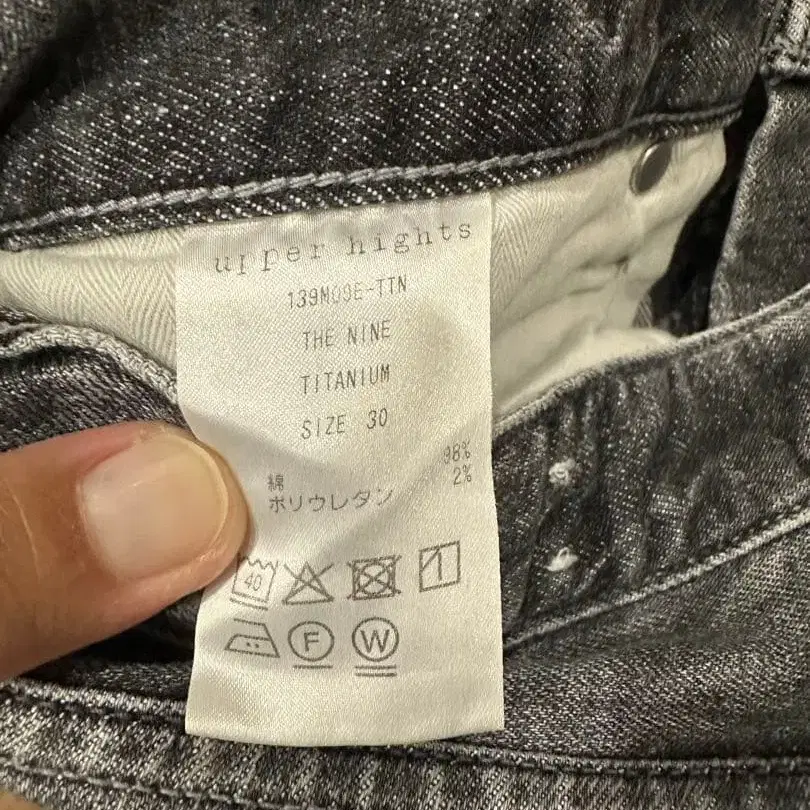 upper hights
139M09E-TTN
THE NINE
TITANIUM
SIZE 30
綿 98%
ポリウレタン 2%
40
F W